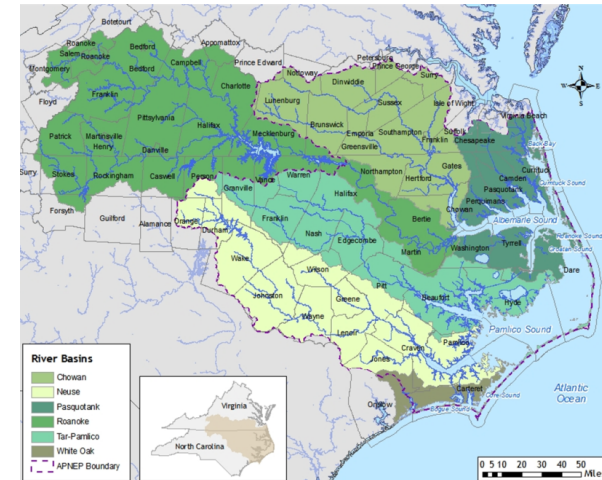 Botetourt
Roanoke
Salem
Roanoke
Bedford
Appomattox
Montgomery
Bedford
Campbell
Prince Edward
Petersburg
Prince George
Nottoway
Dinwiddie
Surry
Floyd
Franklin
Charlotte
Lunenburg
Sussex
Isle of Wight
Pittsylvania
Halifax
Brunswick
Emporia
Southampton
Suffolk
Virginia Beach
Patrick
Martinsville
Henry
Danville
Mecklenburg
Greensville
Franklin
Chesapeake
Back Bay
Surry
Stokes
Rockingham
Caswell
Person
Vance
Warren
Northampton
Gates
Hertford
Currituck
Camden
Currituck Sound
Granville
Halifax
Pasquotank
Perquimans
Forsyth
Guilford
Alamance
Orange
Durham
Franklin
Bertie
Chowan
Albemarle Sound
Nash
Edgecombe
Martin
Washington
Tyrrell
Roanoke Sound
Croatan Sound
Wake
Wilson
Pitt
Dare
Johnston
Greene
Beaufort
Hyde
Wayne
Lenoir
Craven
Pamlico
Pamlico Sound
Jones
Onslow
Carteret
Core Sound
Bogue Sound
Atlantic
Ocean
N
W
E
S
River Basins
Chowan
Neuse
Pasquotank
Roanoke
Tar-Pamlico
White Oak
APNEP Boundary
Virginia
North Carolina
0 5 10 20 30 40 50
Mile